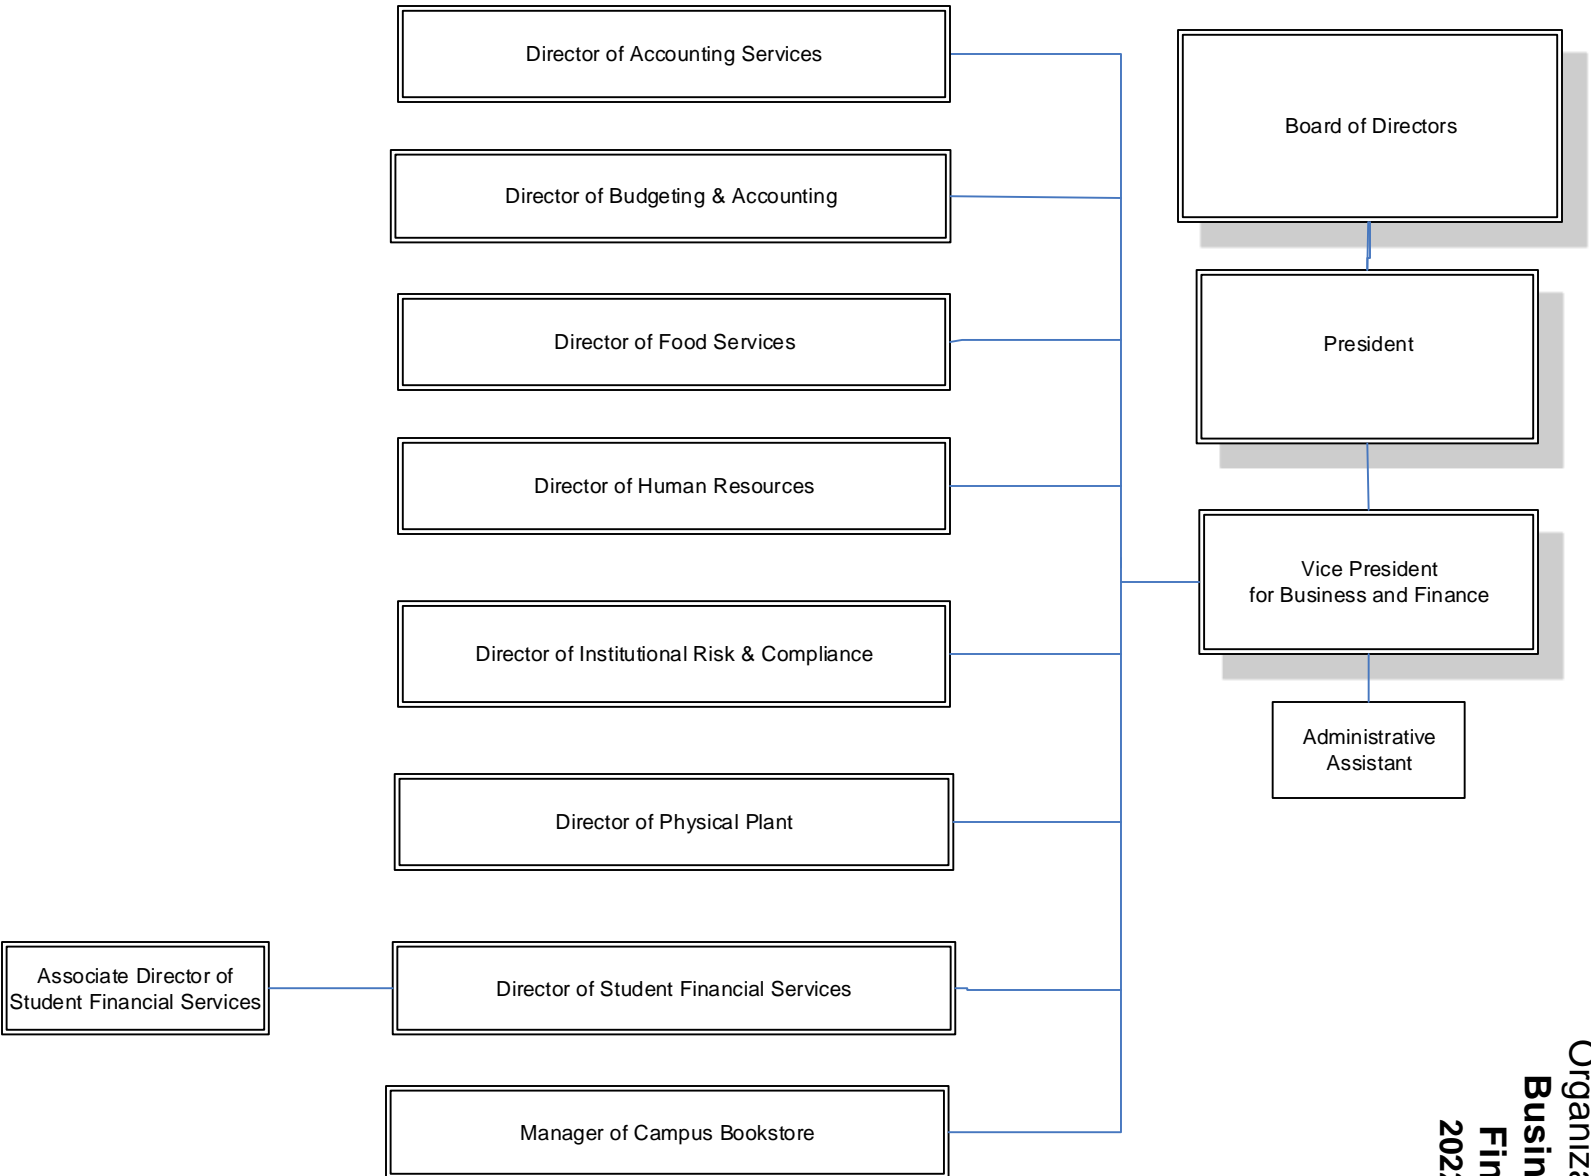 Director of Accounting Services
Board of Directors
Director of Budgeting & Accounting
Director of Food Services
President
Director of Human Resources
Vice President
for Business and Finance
Director of Institutional Risk & Compliance
Administrative
Assistant
Director of Physical Plant
Associate Director of
Student Financial Services
Director of Student Financial Services
Manager of Campus Bookstore